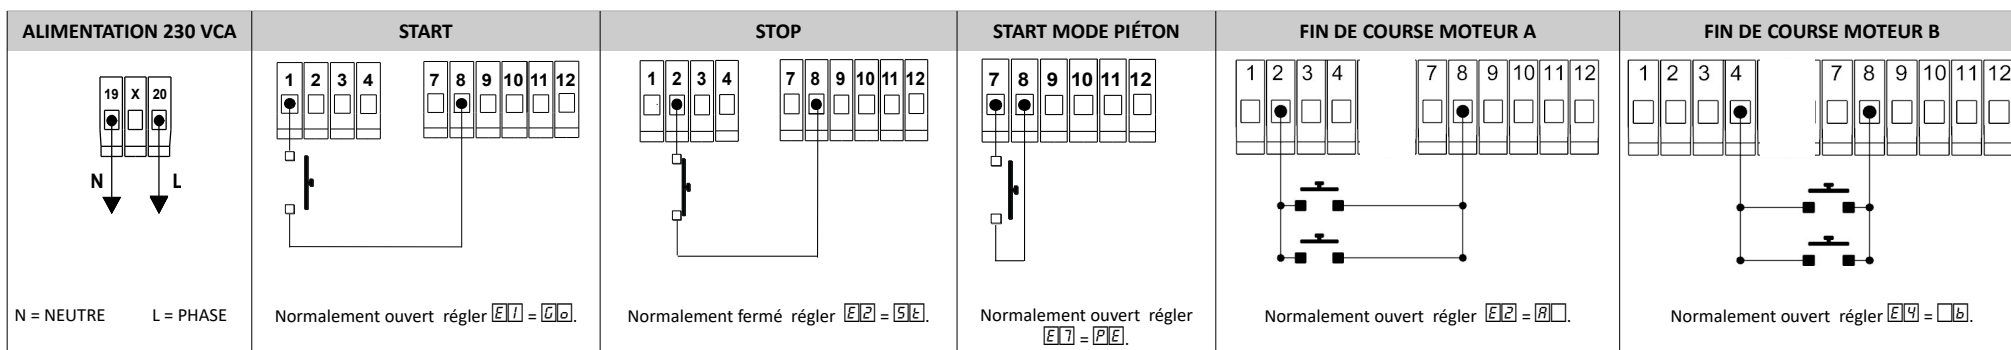 ALIMENTATION 230 VCA
START
STOP
START MODE PIÉTON
FIN DE COURSE MOTEUR A
FIN DE COURSE MOTEUR B
19 X 20
N L
N = NEUTRE L = PHASE
1 2 3 4 7 8 9 10 11 12
Normalement ouvert régler E1 = Go.
1 2 3 4 7 8 9 10 11 12
Normalement fermé régler E2 = St.
7 8 9 10 11 12
Normalement ouvert régler
E7 = PE.
1 2 3 4 7 8 9 10 11 12
Normalement ouvert régler E2 = A .
1 2 3 4 7 8 9 10 11 12
Normalement ouvert régler E4 = b.